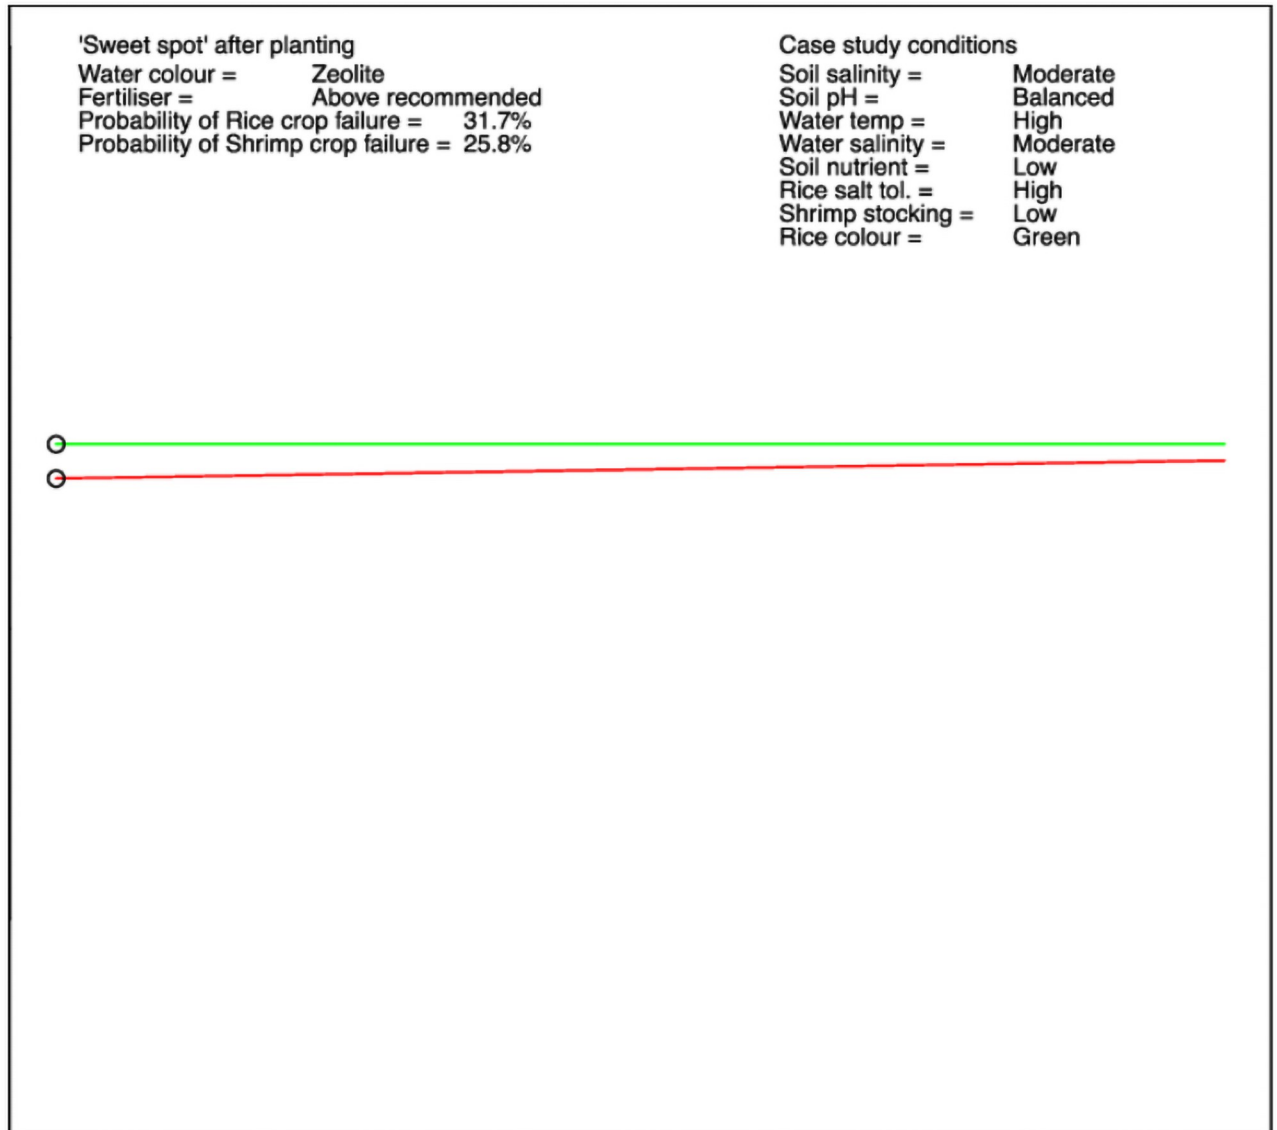 'Sweet spot' after planting
Water colour = Zeolite
Fertiliser = Above recommended
Probability of Rice crop failure = 31.7%
Probability of Shrimp crop failure = 25.8%
Case study conditions
Soil salinity = Moderate
Soil pH = Balanced
Water temp = High
Water salinity = Moderate
Soil nutrient = Low
Rice salt tol. = High
Shrimp stocking = Low
Rice colour = Green